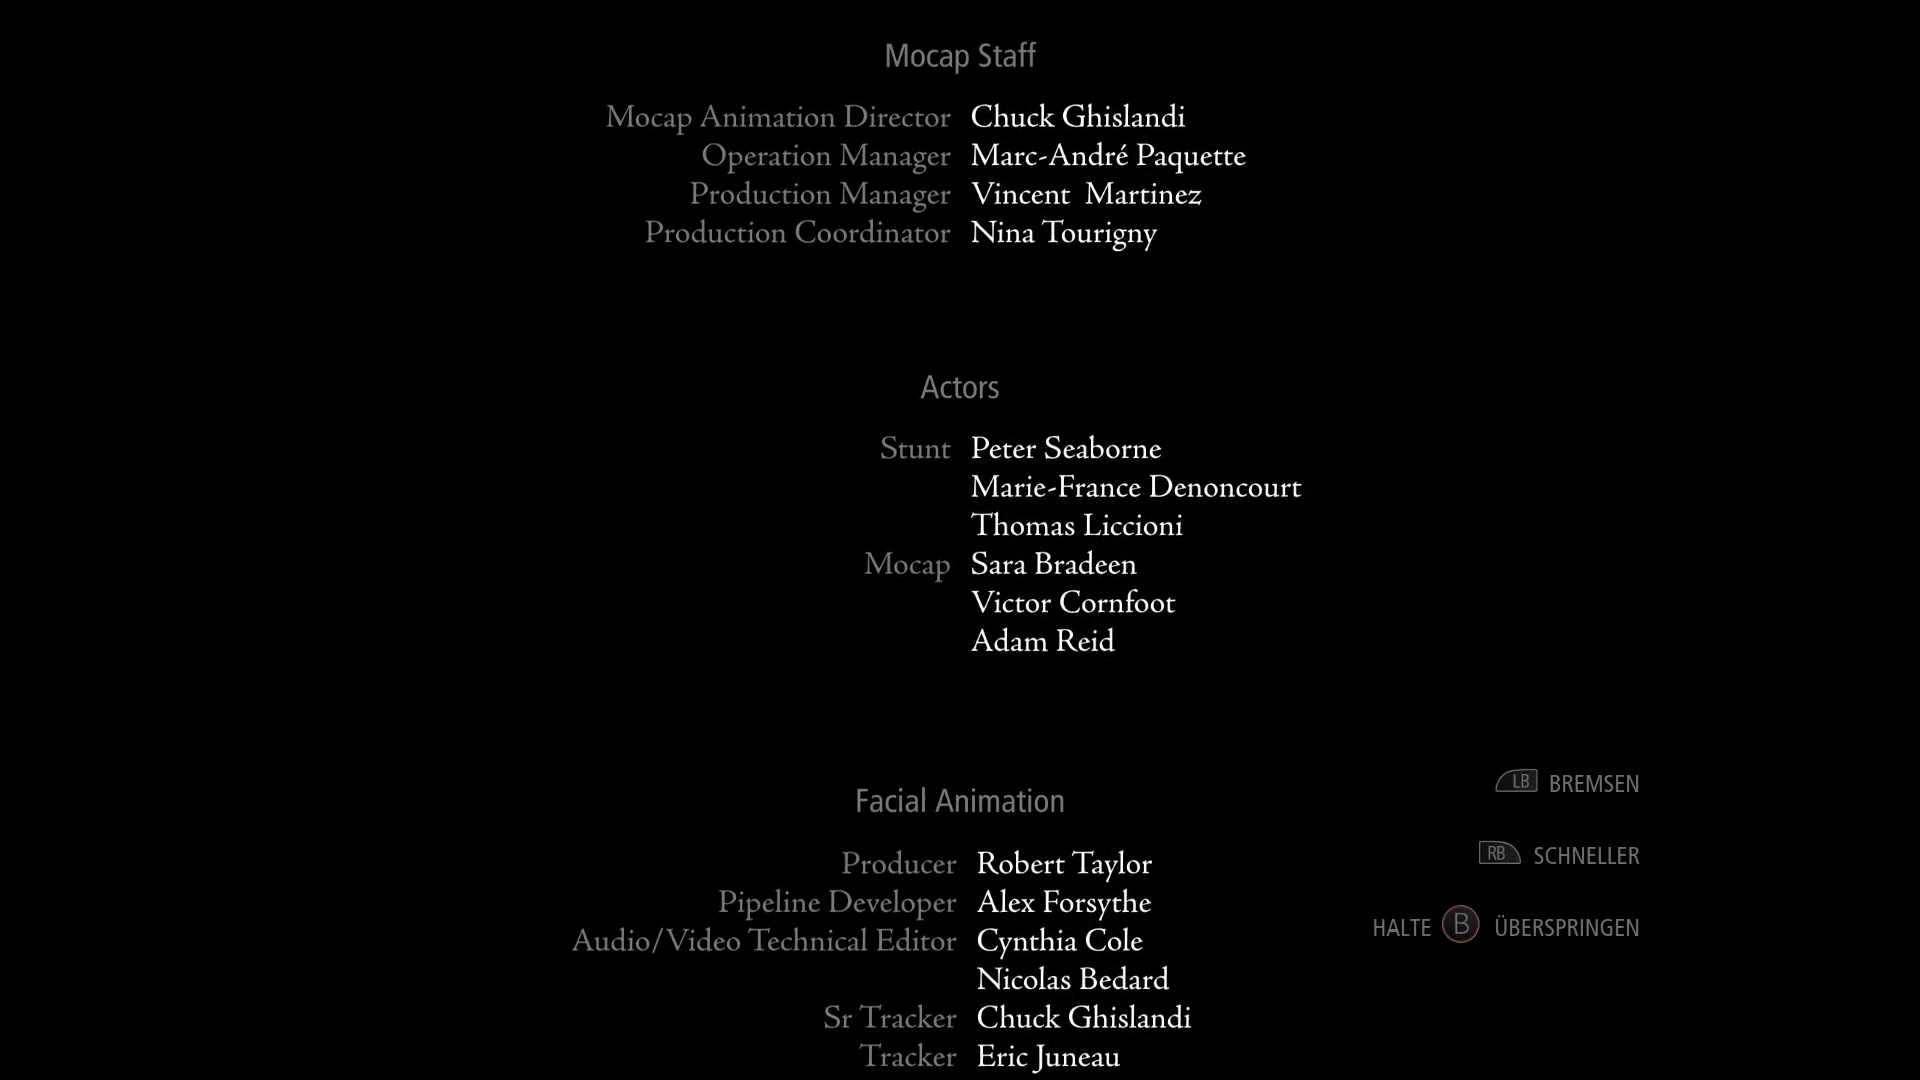 Mocap Staff
Mocap Animation Director Chuck Ghislandi
Operation Manager Marc-André Paquette
Production Manager Vincent Martinez
Production Coordinator Nina Tourigny
Actors
Stunt Peter Seaborne
Marie-France Denoncourt
Thomas Liccioni
Mocap Sara Bradeen
Victor Cornfoot
Adam Reid
Facial Animation
Producer Robert Taylor
Pipeline Developer Alex Forsythe
Audio/Video Technical Editor Cynthia Cole
Nicolas Bedard
Sr Tracker Chuck Ghislandi
Tracker Eric Juneau
LB BREMSEN
RB SCHNELLER
HALTE B ÜBERSPRINGEN